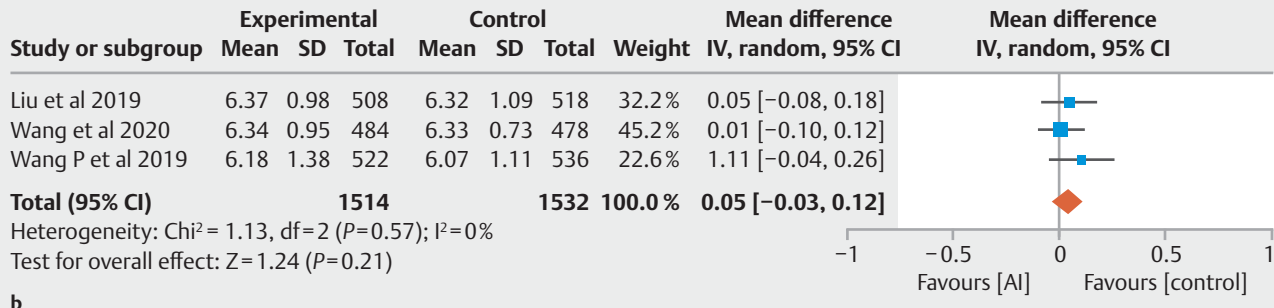 Experimental Control Mean difference Mean difference
Study or subgroup Mean SD Total Mean SD Total Weight IV, random, 95% CI IV, random, 95% CI
Liu et al 2019 6.37 0.98 508 6.32 1.09 518 32.2% 0.05 [−0.08, 0.18]
Wang et al 2020 6.34 0.95 484 6.33 0.73 478 45.2% 0.01 [−0.10, 0.12]
Wang P et al 2019 6.18 1.38 522 6.07 1.11 536 22.6% 1.11 [−0.04, 0.26]
Total (95% CI) 1514 1532 100.0% 0.05 [−0.03, 0.12]
Heterogeneity: Chi² = 1.13, df=2 (P=0.57); I²=0%
Test for overall effect: Z=1.24 (P=0.21)
−1 −0.5 0 0.5 1
Favours [AI] Favours [control]
b